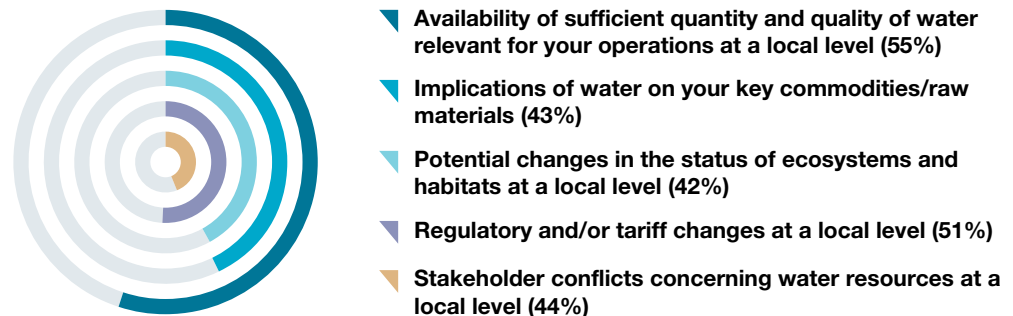 Availability of sufficient quantity and quality of water
relevant for your operations at a local level (55%)
Implications of water on your key commodities/raw
materials (43%)
Potential changes in the status of ecosystems and
habitats at a local level (42%)
Regulatory and/or tariff changes at a local level (51%)
Stakeholder conflicts concerning water resources at a
local level (44%)